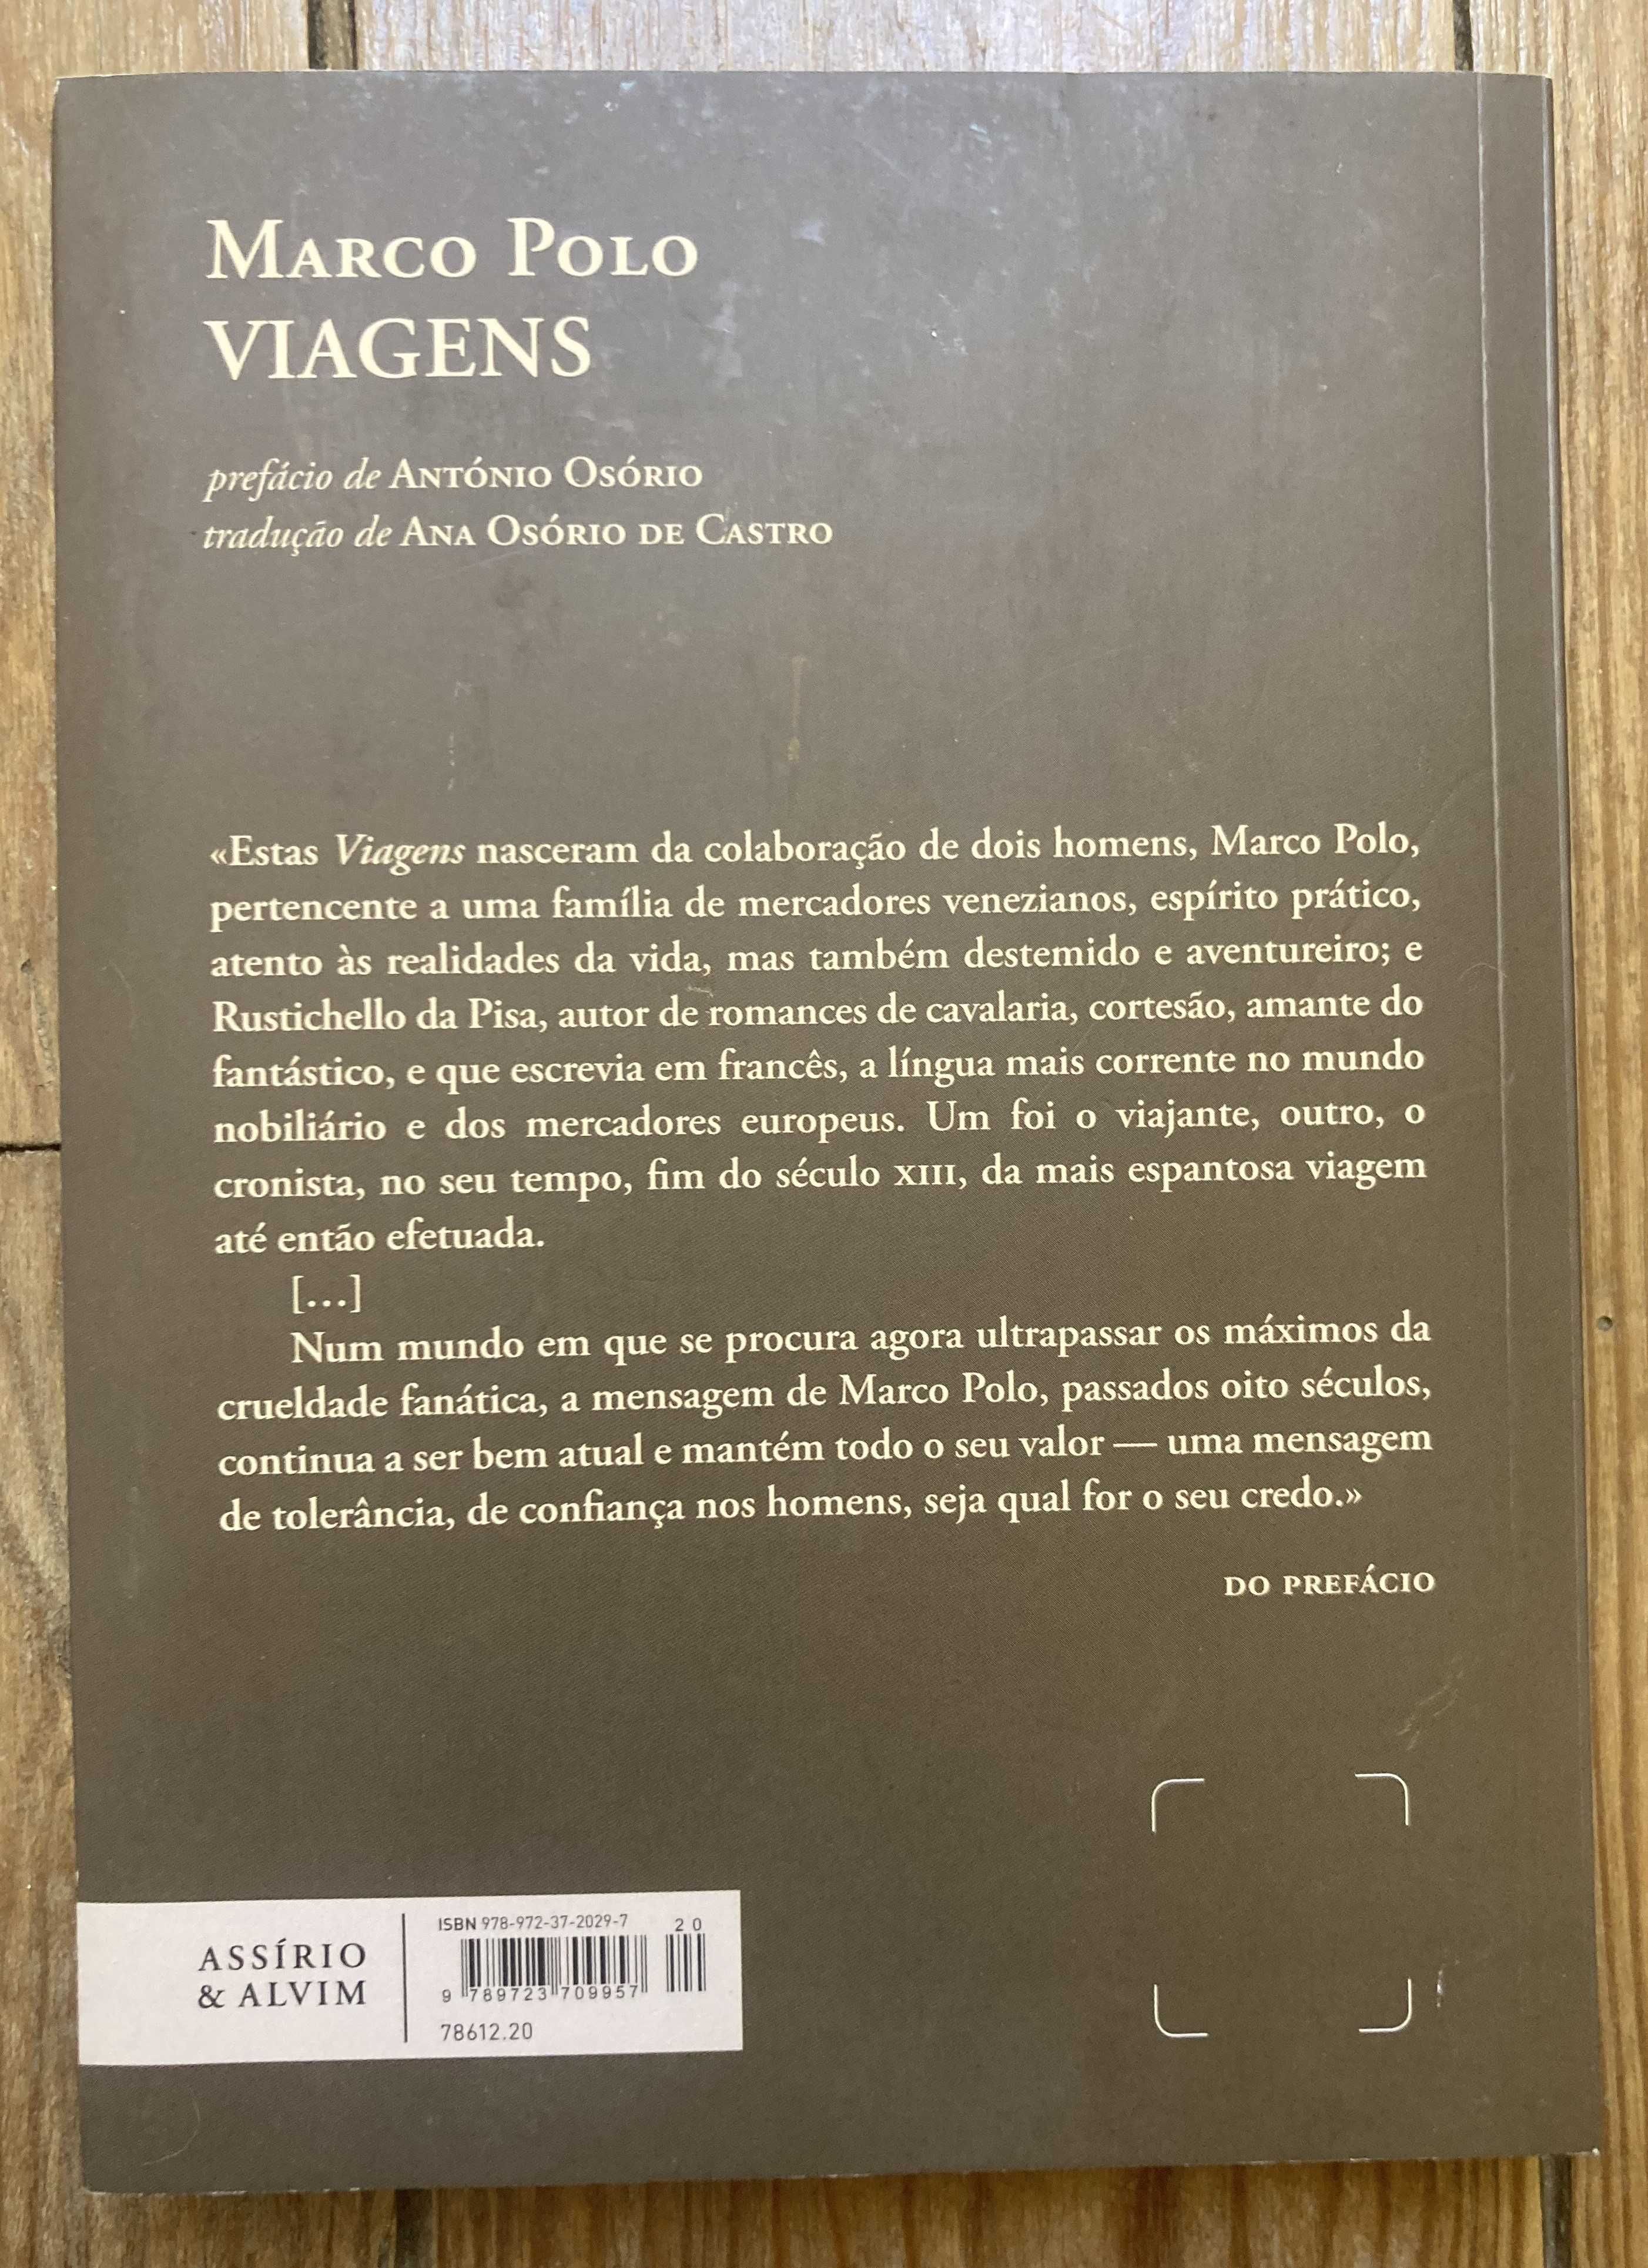 MARCO POLO
VIAGENS
prefácio de ANTÓNIO OSÓRIO
tradução de ANA OSÓRIO DE CASTRO
«Estas Viagens nasceram da colaboração de dois homens, Marco Polo,
pertencente a uma família de mercadores venezianos, espírito prático,
atento às realidades da vida, mas também destemido e aventureiro; e
Rustichello da Pisa, autor de romances de cavalaria, cortesão, amante do
fantástico, e que escrevia em francês, a língua mais corrente no mundo
nobiliário e dos mercadores europeus. Um foi o viajante, outro, o
cronista, no seu tempo, fim do século XIII, da mais espantosa viagem
até então efetuada.
[...]
Num mundo em que se procura agora ultrapassar os máximos da
crueldade fanática, a mensagem de Marco Polo, passados oito séculos,
continua a ser bem atual e mantém todo o seu valor — uma mensagem
de tolerância, de confiança nos homens, seja qual for o seu credo.»
DO PREFÁCIO
ASSÍRIO
& ALVIM
ISBN 978-972-37-2029-7
20
9 789723 709957
78612.20